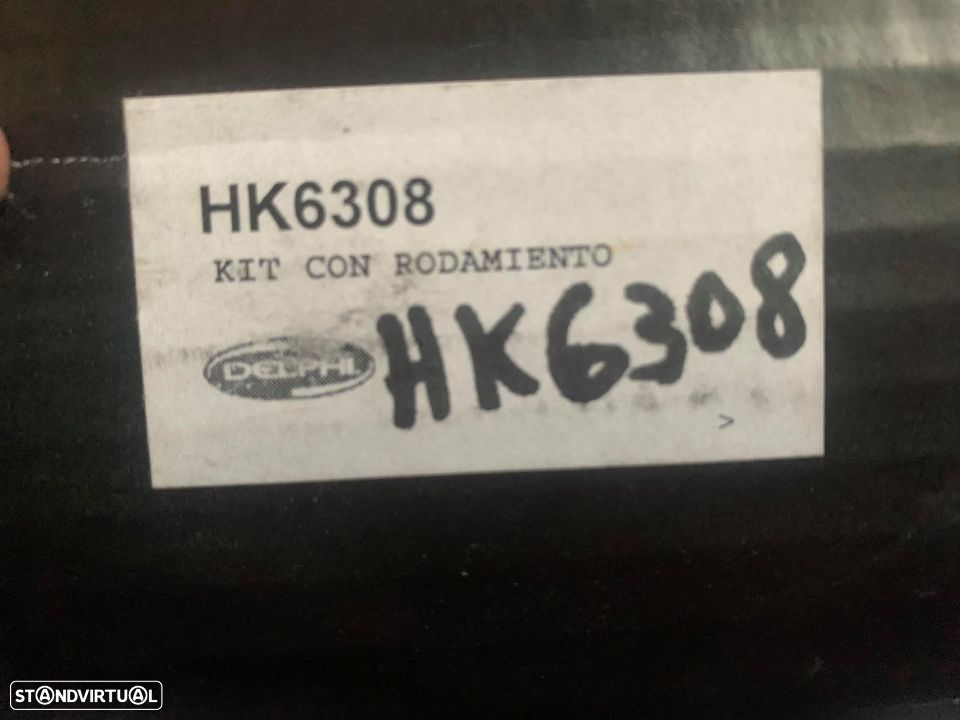 HK6308
KIT CON RODAMIENTO
DELPHI
HK6308
>
STANDVIRTUAL